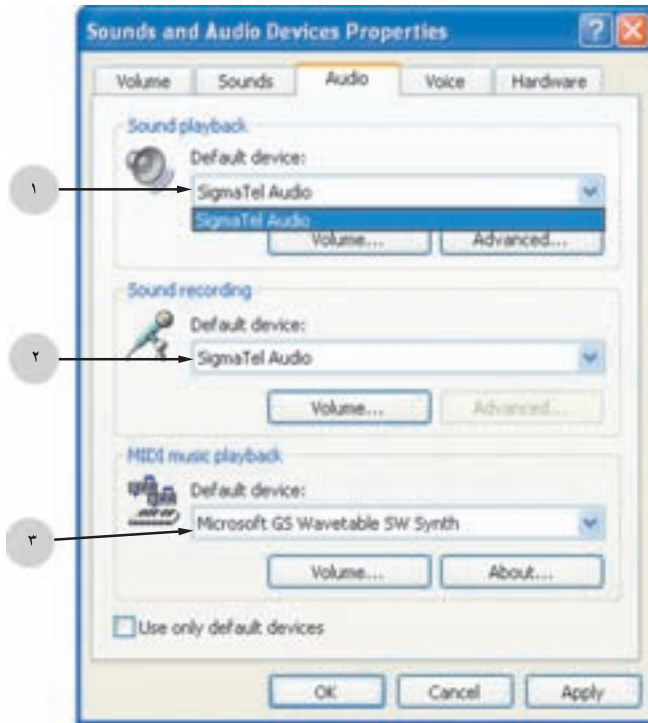 Sounds and Audio Devices Properties
Volume Sounds Audio Voice Hardware
Sound playback
Default device:
۱
SigmaTel Audio
SigmaTel Audio
Volume... Advanced...
Sound recording
Default device:
۲
SigmaTel Audio
Volume... Advanced...
MIDI music playback
Default device:
۳
Microsoft GS Wavetable SW Synth
Volume... About...
Use only default devices
OK Cancel Apply